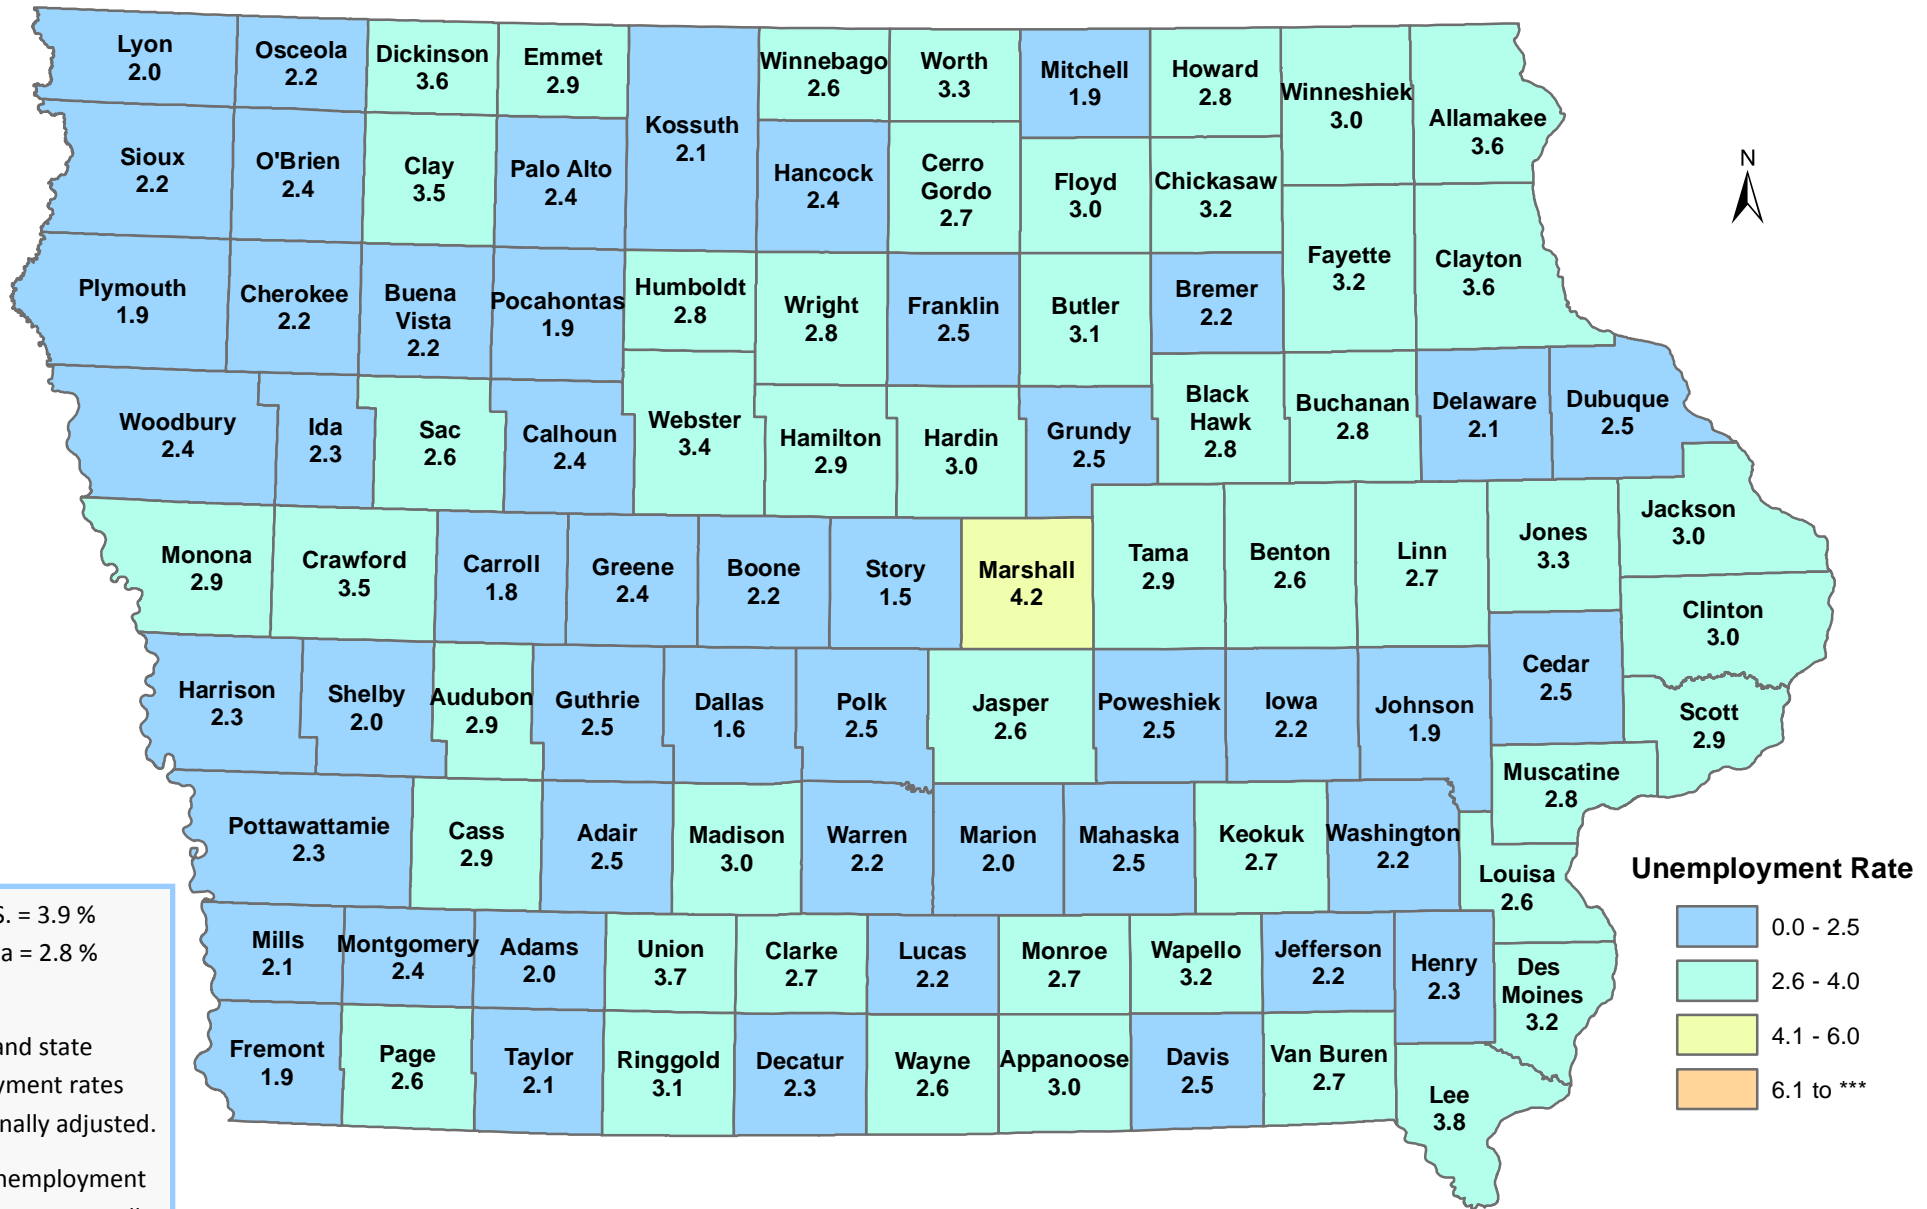 Lyon
2.0
Osceola
2.2
Dickinson
3.6
Emmet
2.9
Kossuth
2.1
Winnebago
2.6
Worth
3.3
Mitchell
1.9
Howard
2.8
Winneshiek
3.0
Allamakee
3.6
N
Sioux
2.2
O'Brien
2.4
Clay
3.5
Palo Alto
2.4
Hancock
2.4
Cerro
Gordo
2.7
Floyd
3.0
Chickasaw
3.2
Fayette
3.2
Clayton
3.6
Plymouth
1.9
Cherokee
2.2
Buena
Vista
2.2
Pocahontas
1.9
Humboldt
2.8
Wright
2.8
Franklin
2.5
Butler
3.1
Bremer
2.2
Woodbury
2.4
Ida
2.3
Sac
2.6
Calhoun
2.4
Webster
3.4
Hamilton
2.9
Hardin
3.0
Grundy
2.5
Black
Hawk
2.8
Buchanan
2.8
Delaware
2.1
Dubuque
2.5
Monona
2.9
Crawford
3.5
Carroll
1.8
Greene
2.4
Boone
2.2
Story
1.5
Marshall
4.2
Tama
2.9
Benton
2.6
Linn
2.7
Jones
3.3
Jackson
3.0
Clinton
3.0
Harrison
2.3
Shelby
2.0
Audubon
2.9
Guthrie
2.5
Dallas
1.6
Polk
2.5
Jasper
2.6
Poweshiek
2.5
Iowa
2.2
Johnson
1.9
Cedar
2.5
Scott
2.9
Muscatine
2.8
Pottawattamie
2.3
Cass
2.9
Adair
2.5
Madison
3.0
Warren
2.2
Marion
2.0
Mahaska
2.5
Keokuk
2.7
Washington
2.2
Louisa
2.6
Mills
2.1
Montgomery
2.4
Adams
2.0
Union
3.7
Clarke
2.7
Lucas
2.2
Monroe
2.7
Wapello
3.2
Jefferson
2.2
Henry
2.3
Des
Moines
3.2
Fremont
1.9
Page
2.6
Taylor
2.1
Ringgold
3.1
Decatur
2.3
Wayne
2.6
Appanoose
3.0
Davis
2.5
Van Buren
2.7
Lee
3.8
Unemployment Rate
0.0 - 2.5
2.6 - 4.0
4.1 - 6.0
6.1 to ***
S. = 3.9 %
a = 2.8 %
and state
yment rates
nally adjusted.
nemployment